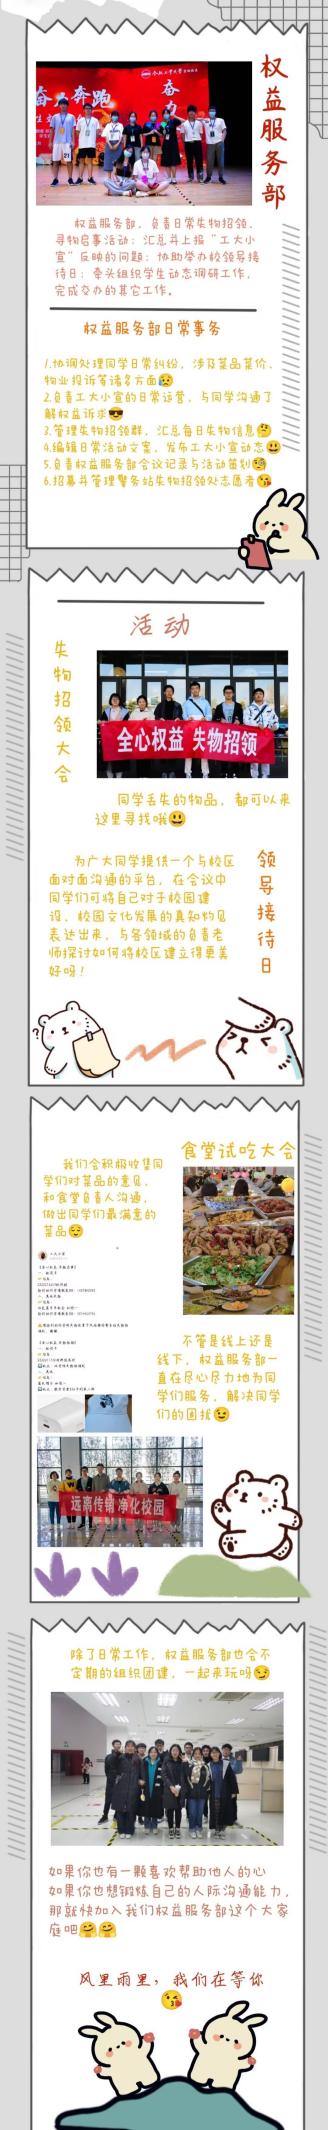 合肥工业大学
奋人奔跑
奋
力
权益服务部
权益服务部，负责日常失物招领、
寻物启事活动；汇总并上报“工大小
宣”反映的问题；协助举办校领导接
待日；牵头组织学生动态调研工作，
完成交办的其它工作。
权益服务部日常事务
1.协调处理同学日常纠纷，涉及菜品菜价、
物业投诉等诸多方面😥
2.负责工大小宣的日常运营，与同学沟通了
解权益诉求😎
3.管理失物招领群，汇总每日失物信息🤔
4.编辑日常活动文案，发布工大小宣动态😃
5.负责权益服务部会议记录与活动策划🧐
6.招募并管理警务站失物招领处志愿者😘
活动
失物招领大会
全心权益 失物招领
同学丢失的物品，都可以来
这里寻找哦😃
领导接待日
为广大同学提供一个与校区
面对面沟通的平台，在会议中
同学们可将自己对于校园建
设、校园文化发展的真知灼见
表达出来，与各领域的负责老
师探讨如何将校区建立得更美
好呀！
食堂试吃大会
我们会积极收集同
学们对菜品的意见，
和食堂负责人沟通，
做出同学们最满意的
菜品😌
不管是线上还是
线下，权益服务部一
直在尽心尽力地为同
学们服务，解决同学
们的困扰😉
远离传销 净化校园
除了日常工作，权益服务部也会不
定期的组织团建，一起来玩呀😏
如果你也有一颗喜欢帮助他人的心
如果你也想锻炼自己的人际沟通能力，
那就快加入我们权益服务部这个大家
庭吧🤗🤗
风里雨里，我们在等你
😘